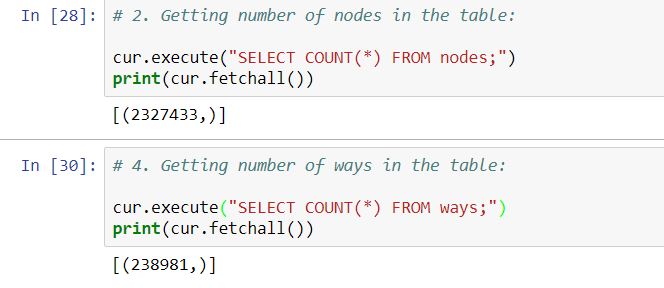 In [28]: # 2. Getting number of nodes in the table:
cur.execute("SELECT COUNT(*) FROM nodes;")
print(cur.fetchall())
[(2327433,)]
In [30]: # 4. Getting number of ways in the table:
cur.execute("SELECT COUNT(*) FROM ways;")
print(cur.fetchall())
[(238981,)]